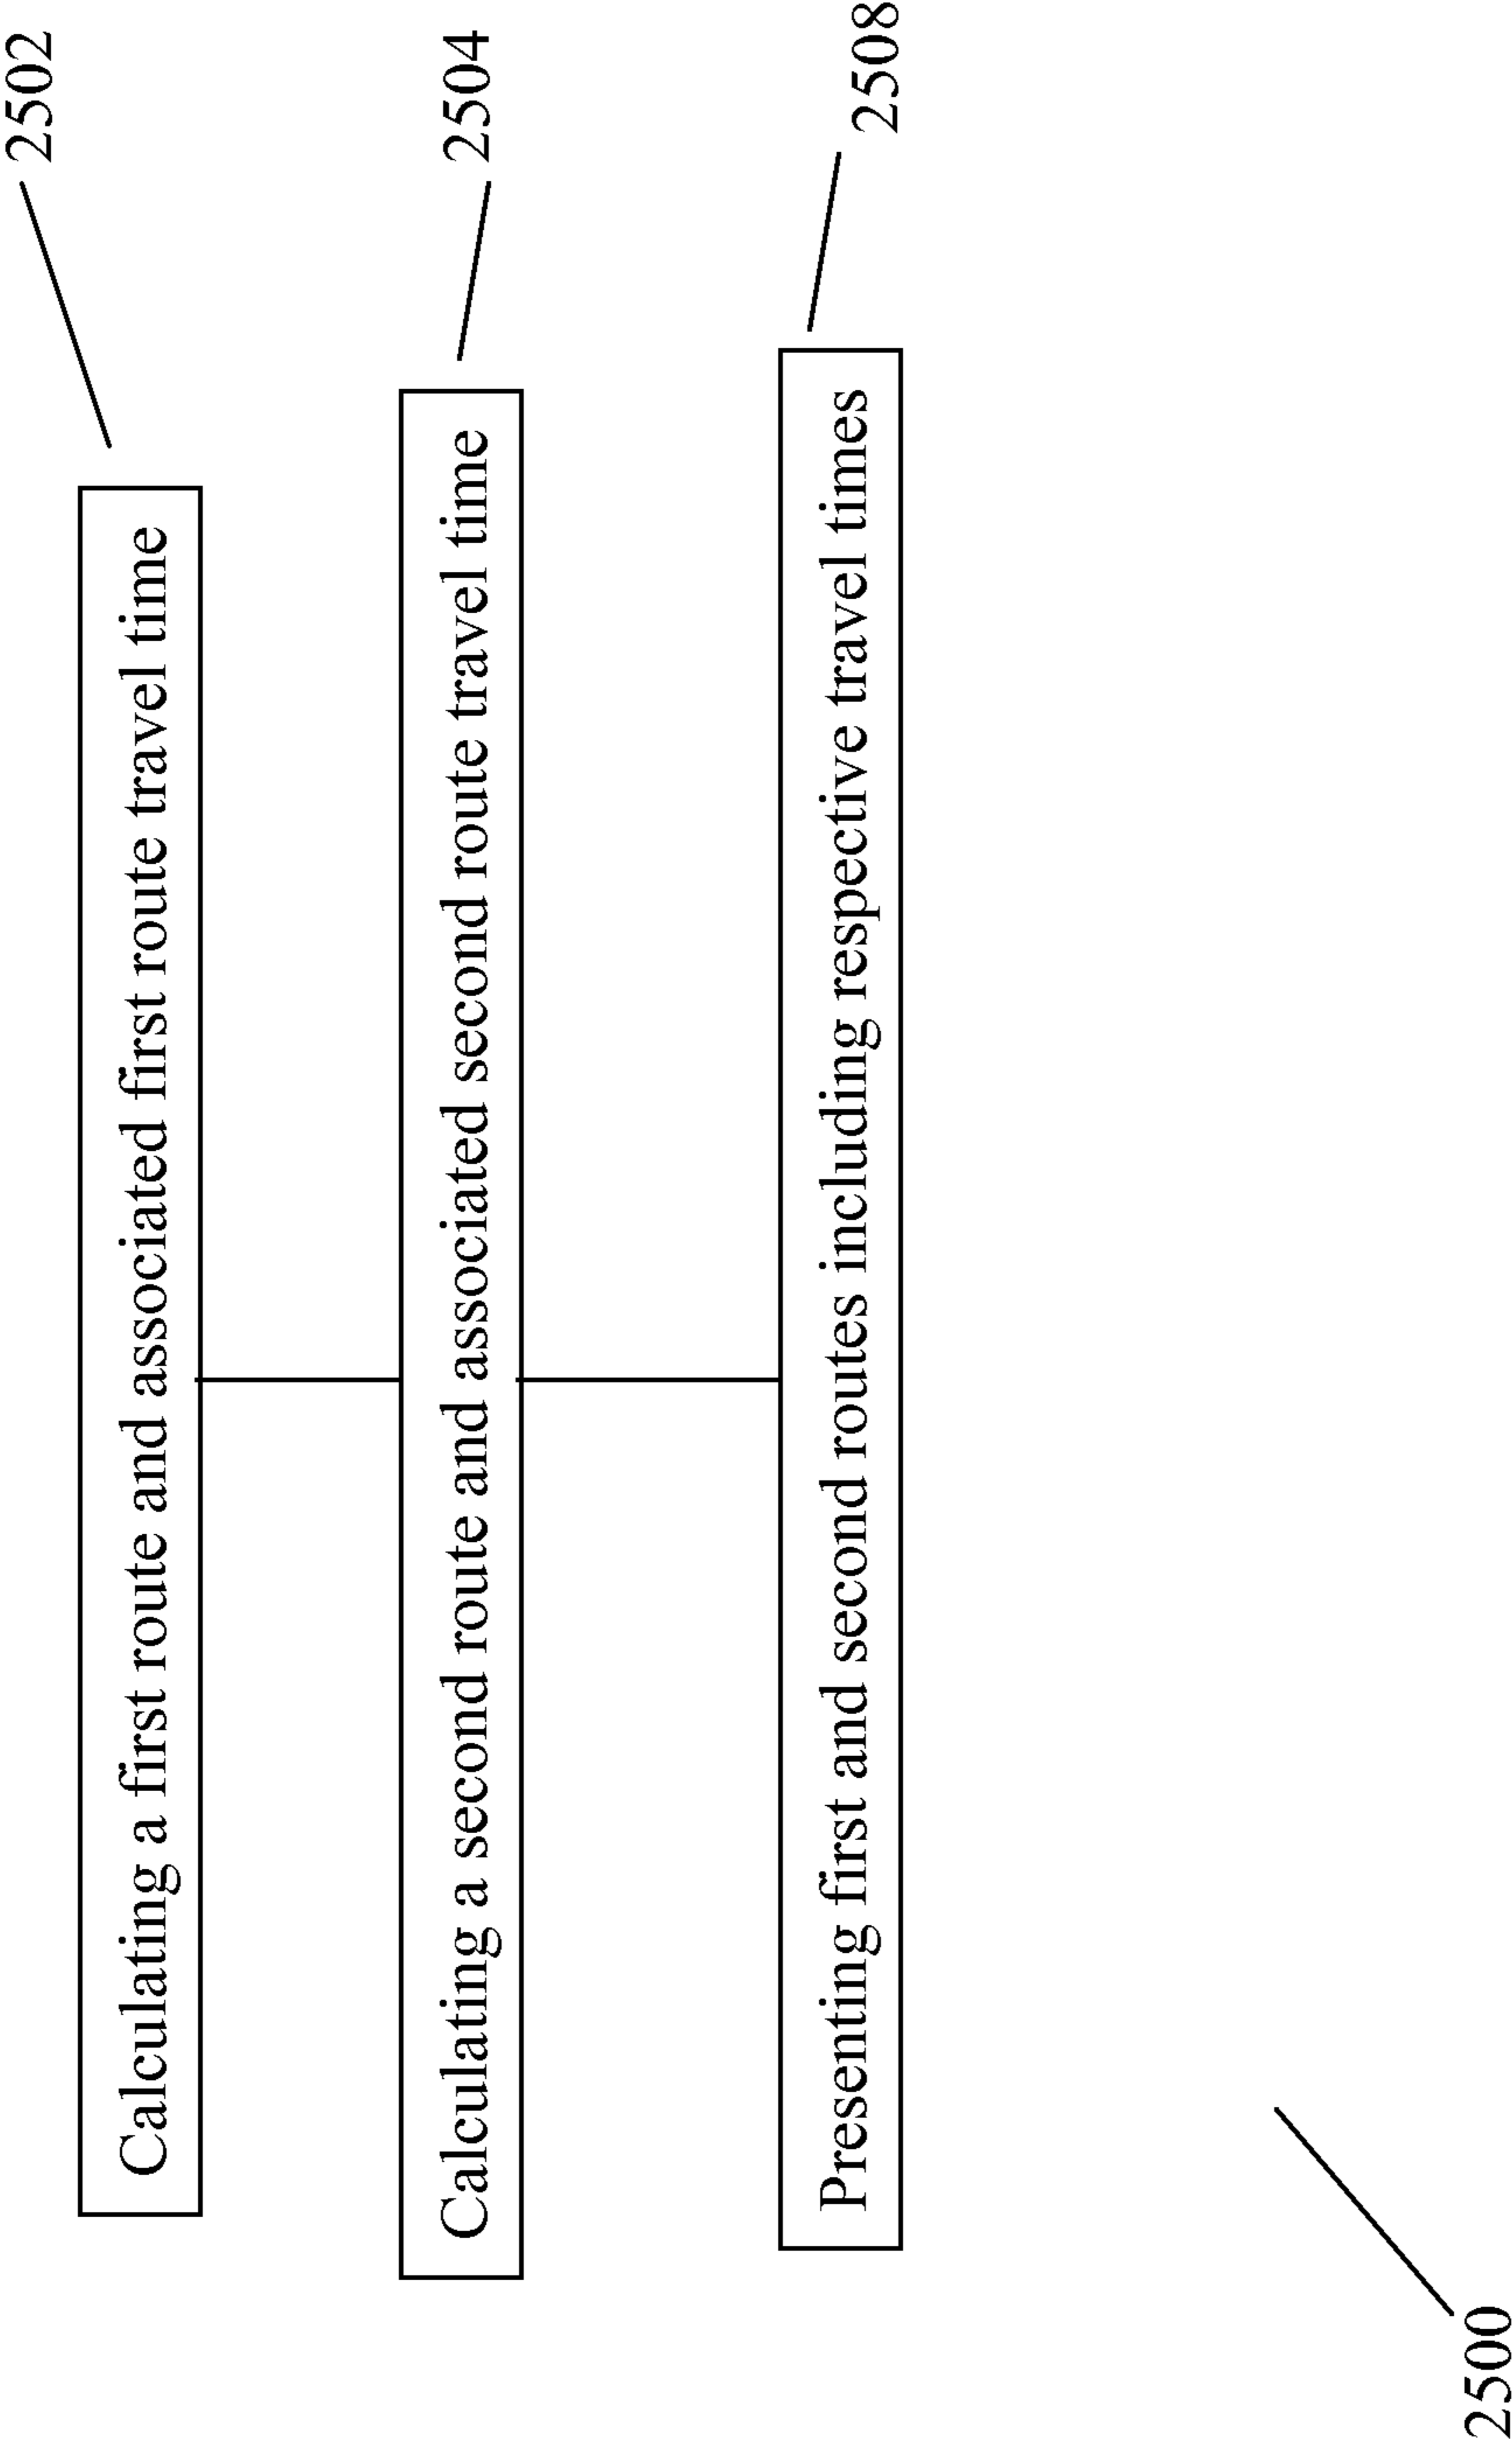 2502
Calculating a first route and associated first route travel time
2504
Calculating a second route and associated second route travel time
2508
Presenting first and second routes including respective travel times
2500